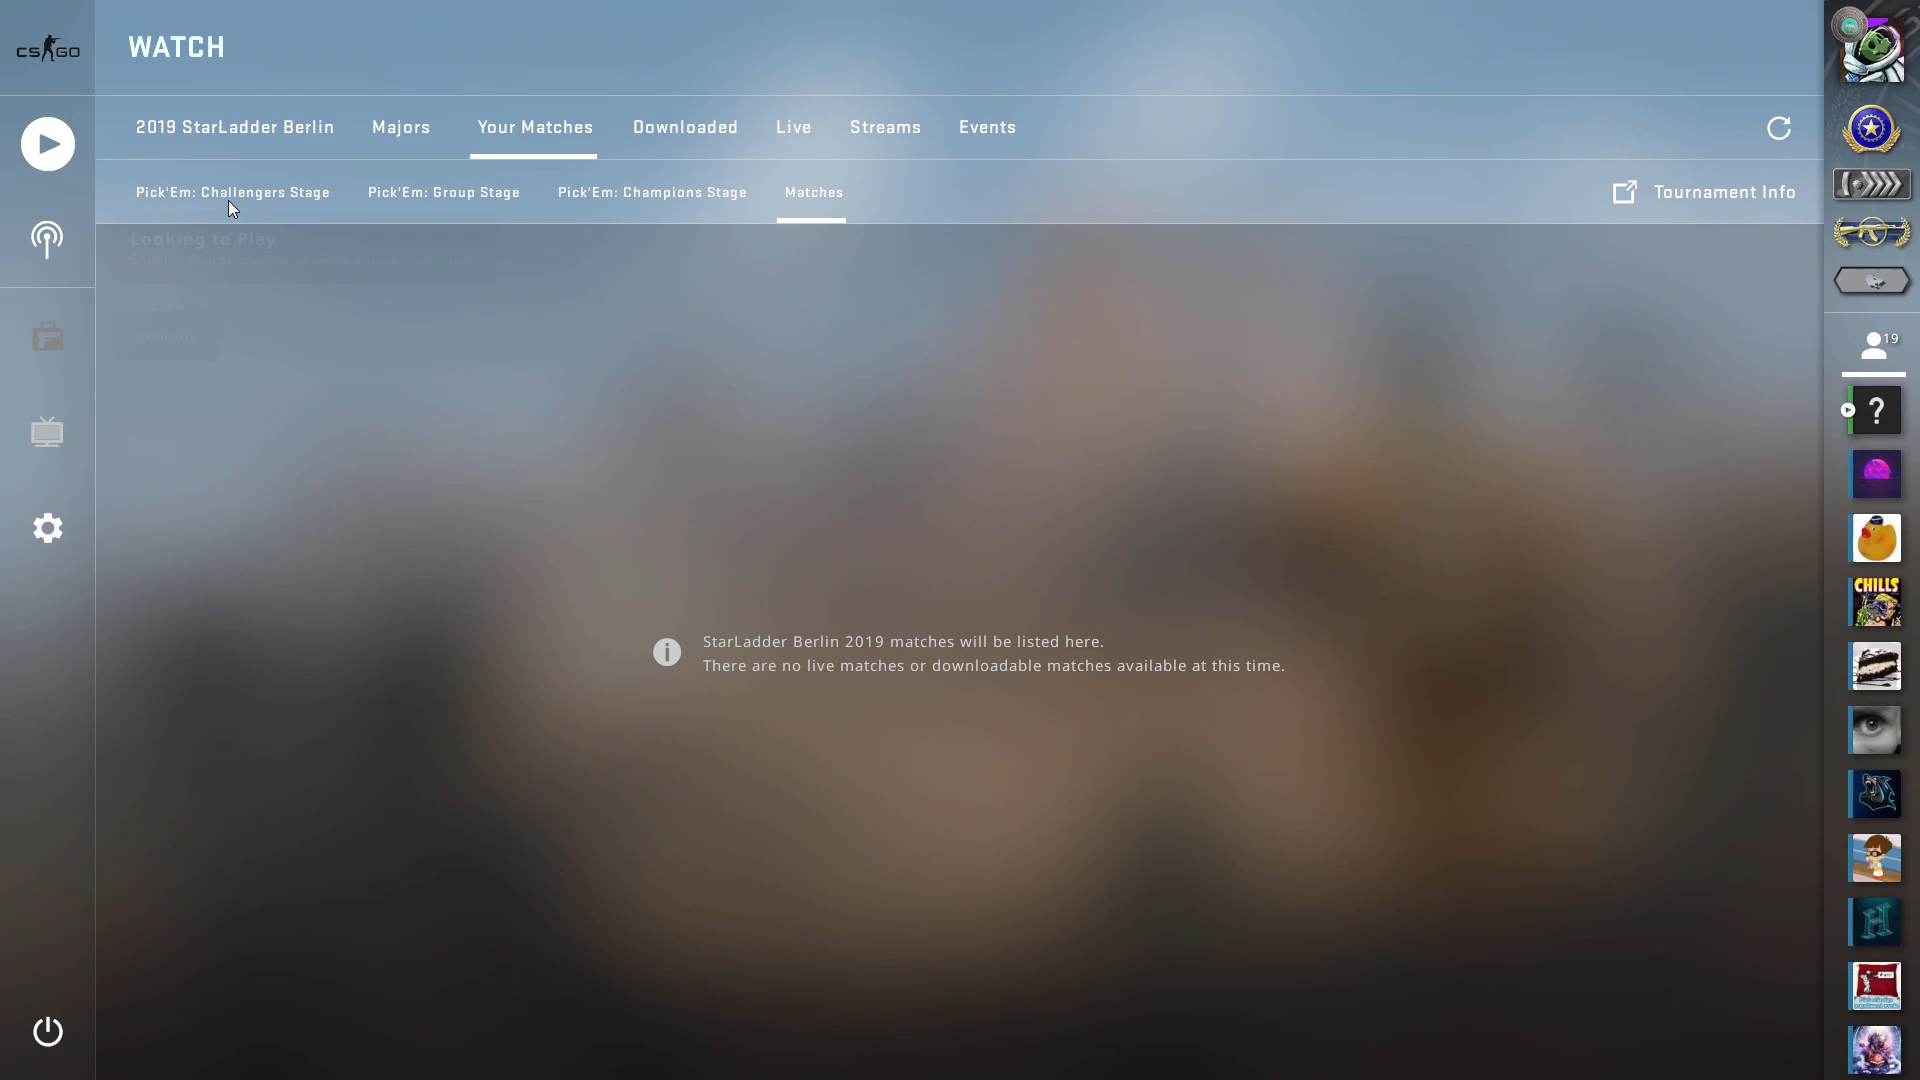 CS GO
WATCH
2019 StarLadder Berlin
Majors
Your Matches
Downloaded
Live
Streams
Events
Pick'Em: Challengers Stage
Pick'Em: Group Stage
Pick'Em: Champions Stage
Matches
Tournament Info
Looking to Play
Inventory
19
?
CHILLS
H
StarLadder Berlin 2019 matches will be listed here.
There are no live matches or downloadable matches available at this time.